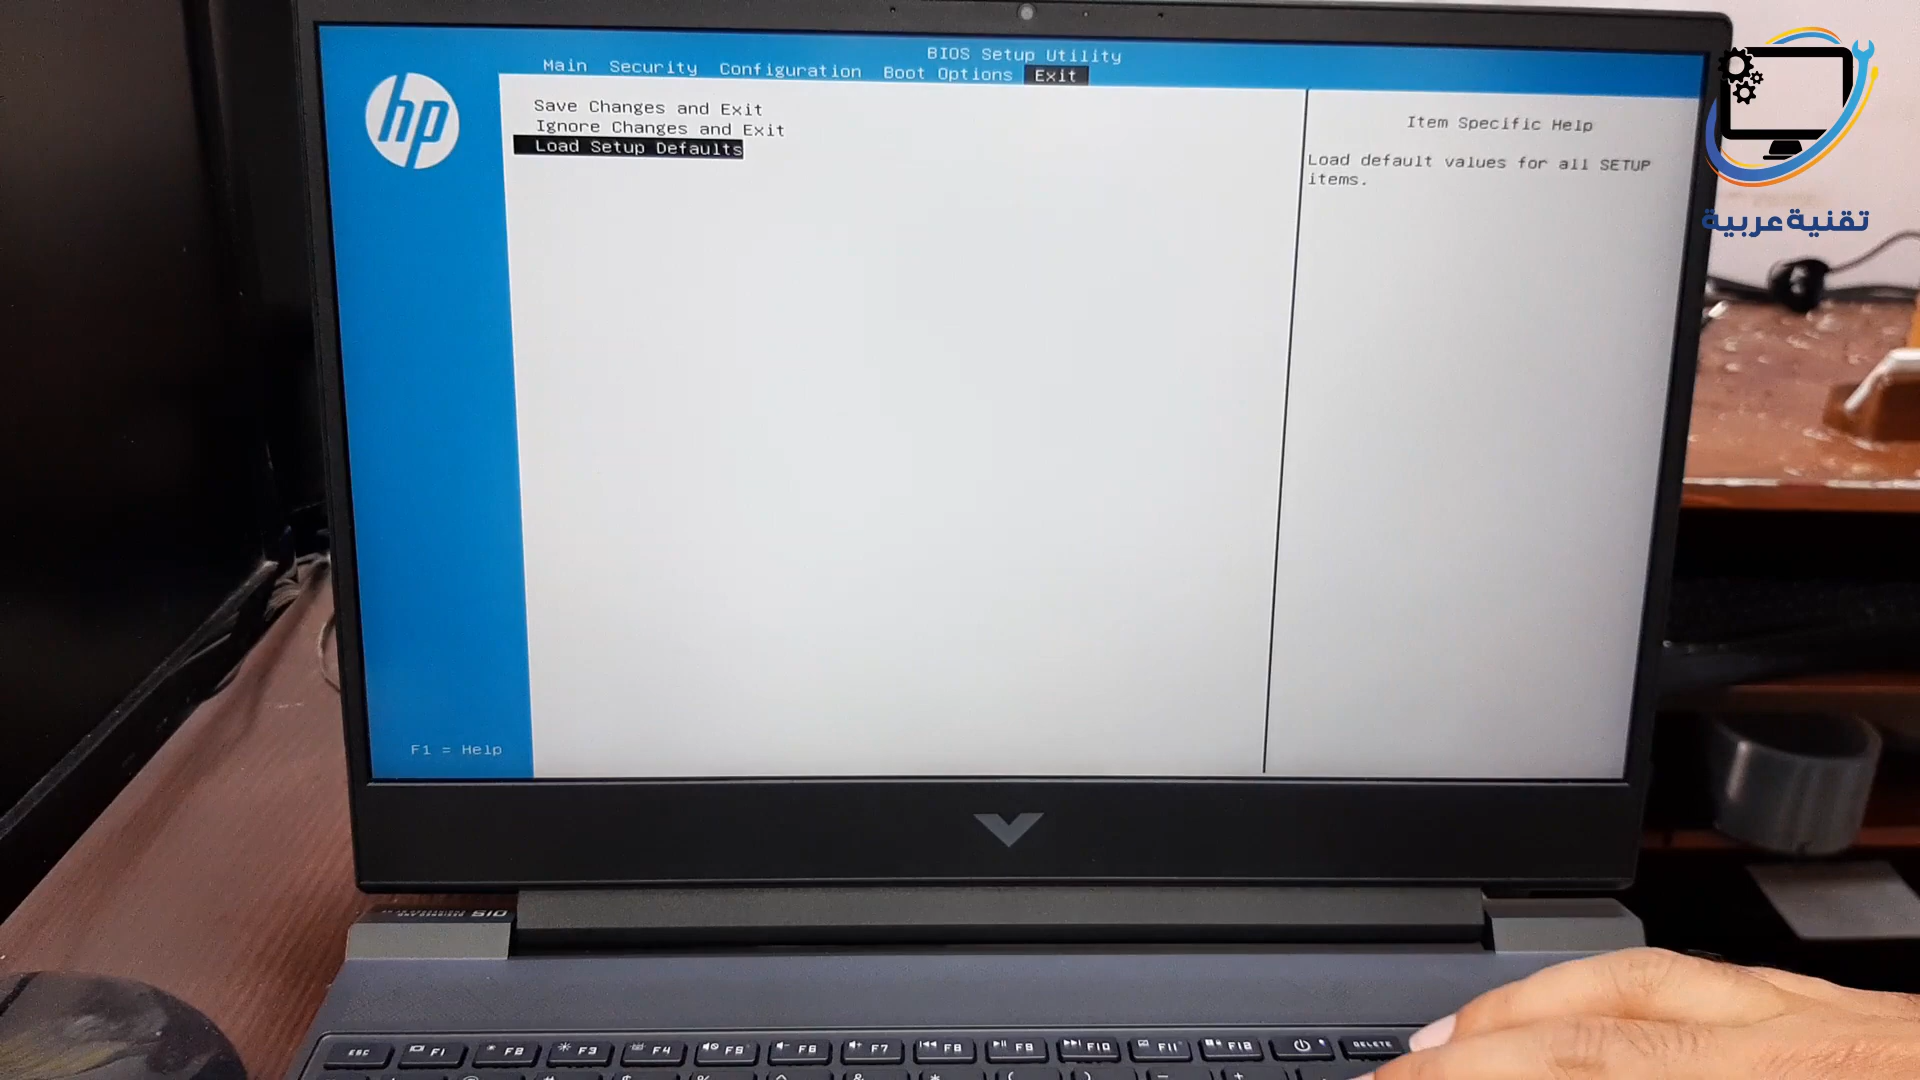 BIOS Setup Utility
Main Security Configuration Boot Options Exit
hp
Save Changes and Exit
Ignore Changes and Exit
Load Setup Defaults
Item Specific Help
Load default values for all SETUP
items.
F1 = Help
تقنية عربية
ESC F1 F2 F3 F4 F5 F6 F7 F8 F9 F10 F11 F12 DELETE